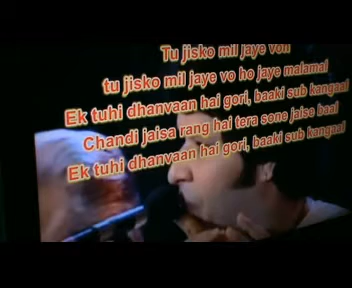 Tu jisko mil jaye voh
tu jisko mil jaye vo ho jaye malamal
Ek tuhi dhanvaan hai gori, baaki sub kangaal
Chandi jaisa rang hai tera sone jaise baal
Ek tuhi dhanvaan hai gori, baaki sub kangaal